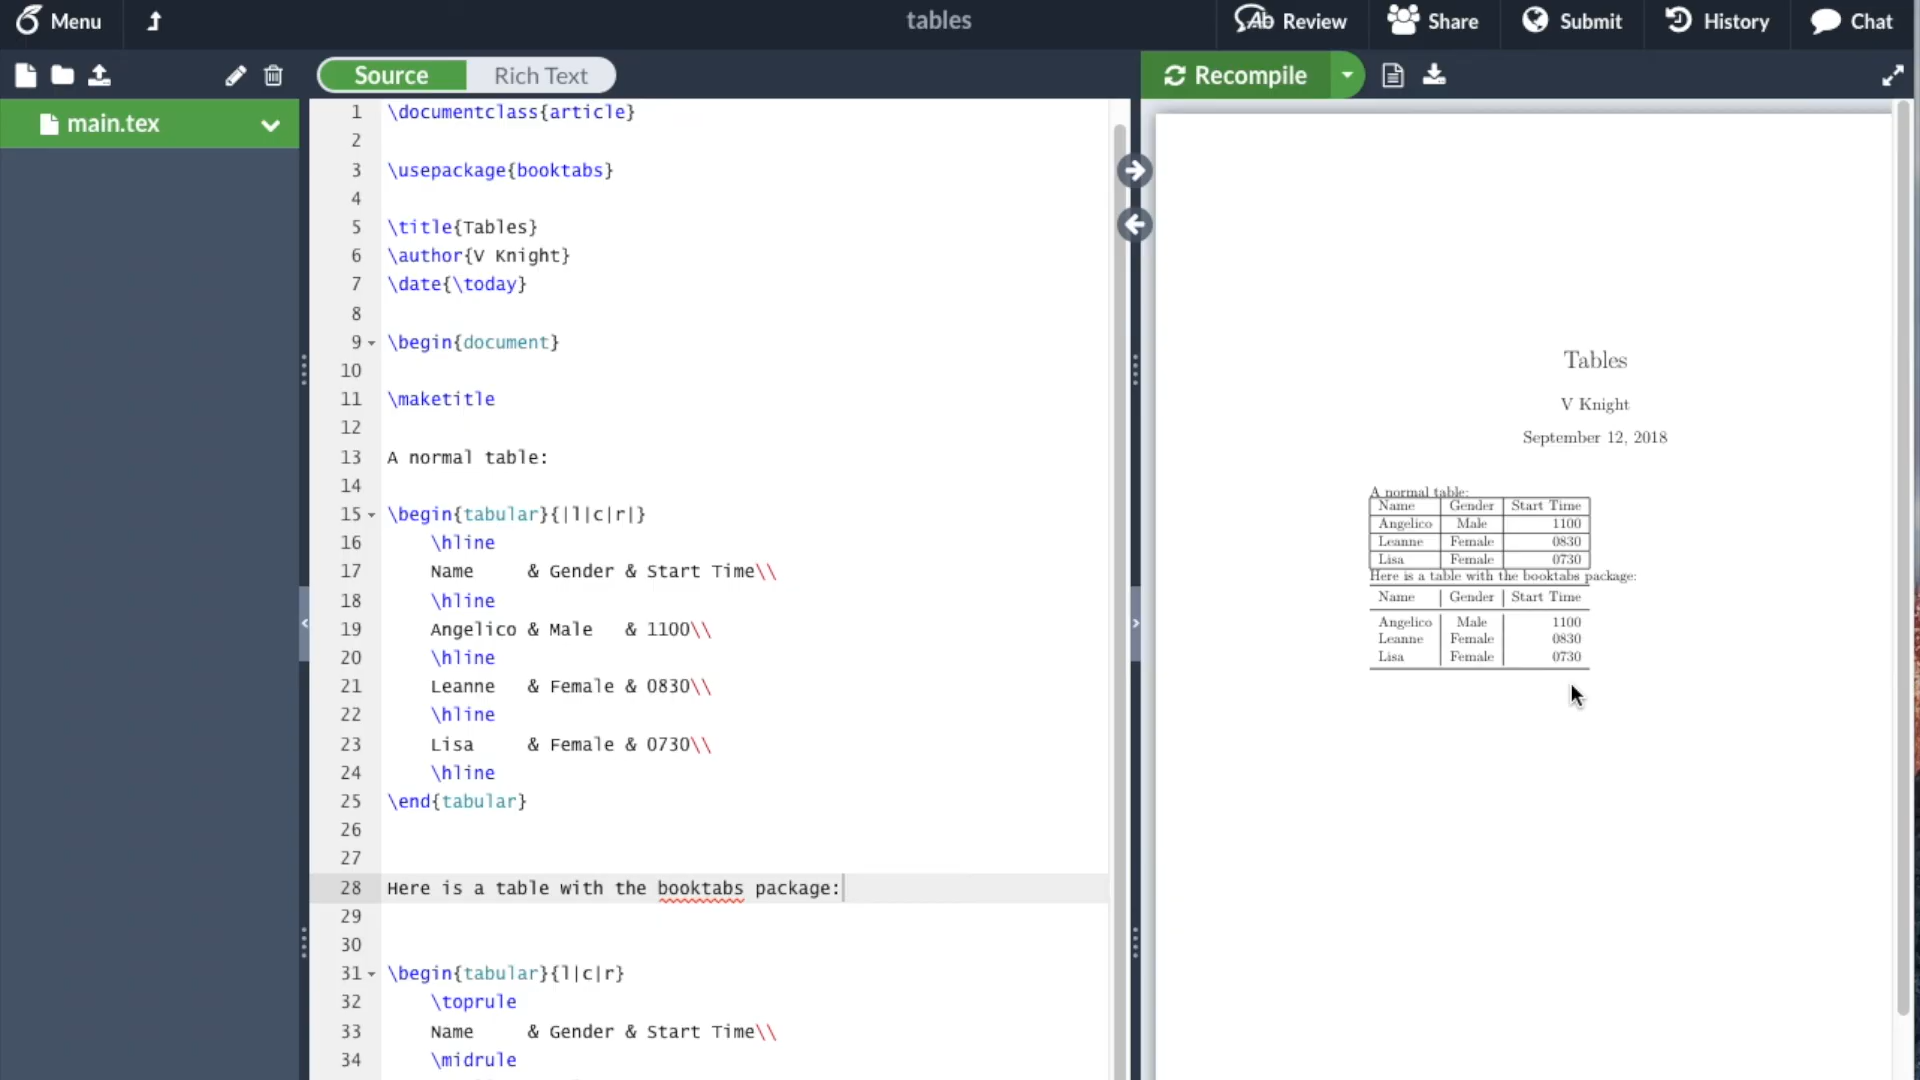 Menu
tables
Review
Share
Submit
History
Chat
Source
Rich Text
Recompile
main.tex
1 \documentclass{article}
2
3 \usepackage{booktabs}
4
5 \title{Tables}
6 \author{V Knight}
7 \date{\today}
8
9 \begin{document}
10
11 \maketitle
12
13 A normal table:
14
15 \begin{tabular}{|l|c|r|}
16 \hline
17 Name & Gender & Start Time\\
18 \hline
19 Angelico & Male & 1100\\
20 \hline
21 Leanne & Female & 0830\\
22 \hline
23 Lisa & Female & 0730\\
24 \hline
25 \end{tabular}
26
27
28 Here is a table with the booktabs package:
29
30
31 \begin{tabular}{l|c|r}
32 \toprule
33 Name & Gender & Start Time\\
34 \midrule
Tables
V Knight
September 12, 2018
A normal table:
Name Gender Start Time
Angelico Male 1100
Leanne Female 0830
Lisa Female 0730
Here is a table with the booktabs package:
Name Gender Start Time
Angelico Male 1100
Leanne Female 0830
Lisa Female 0730